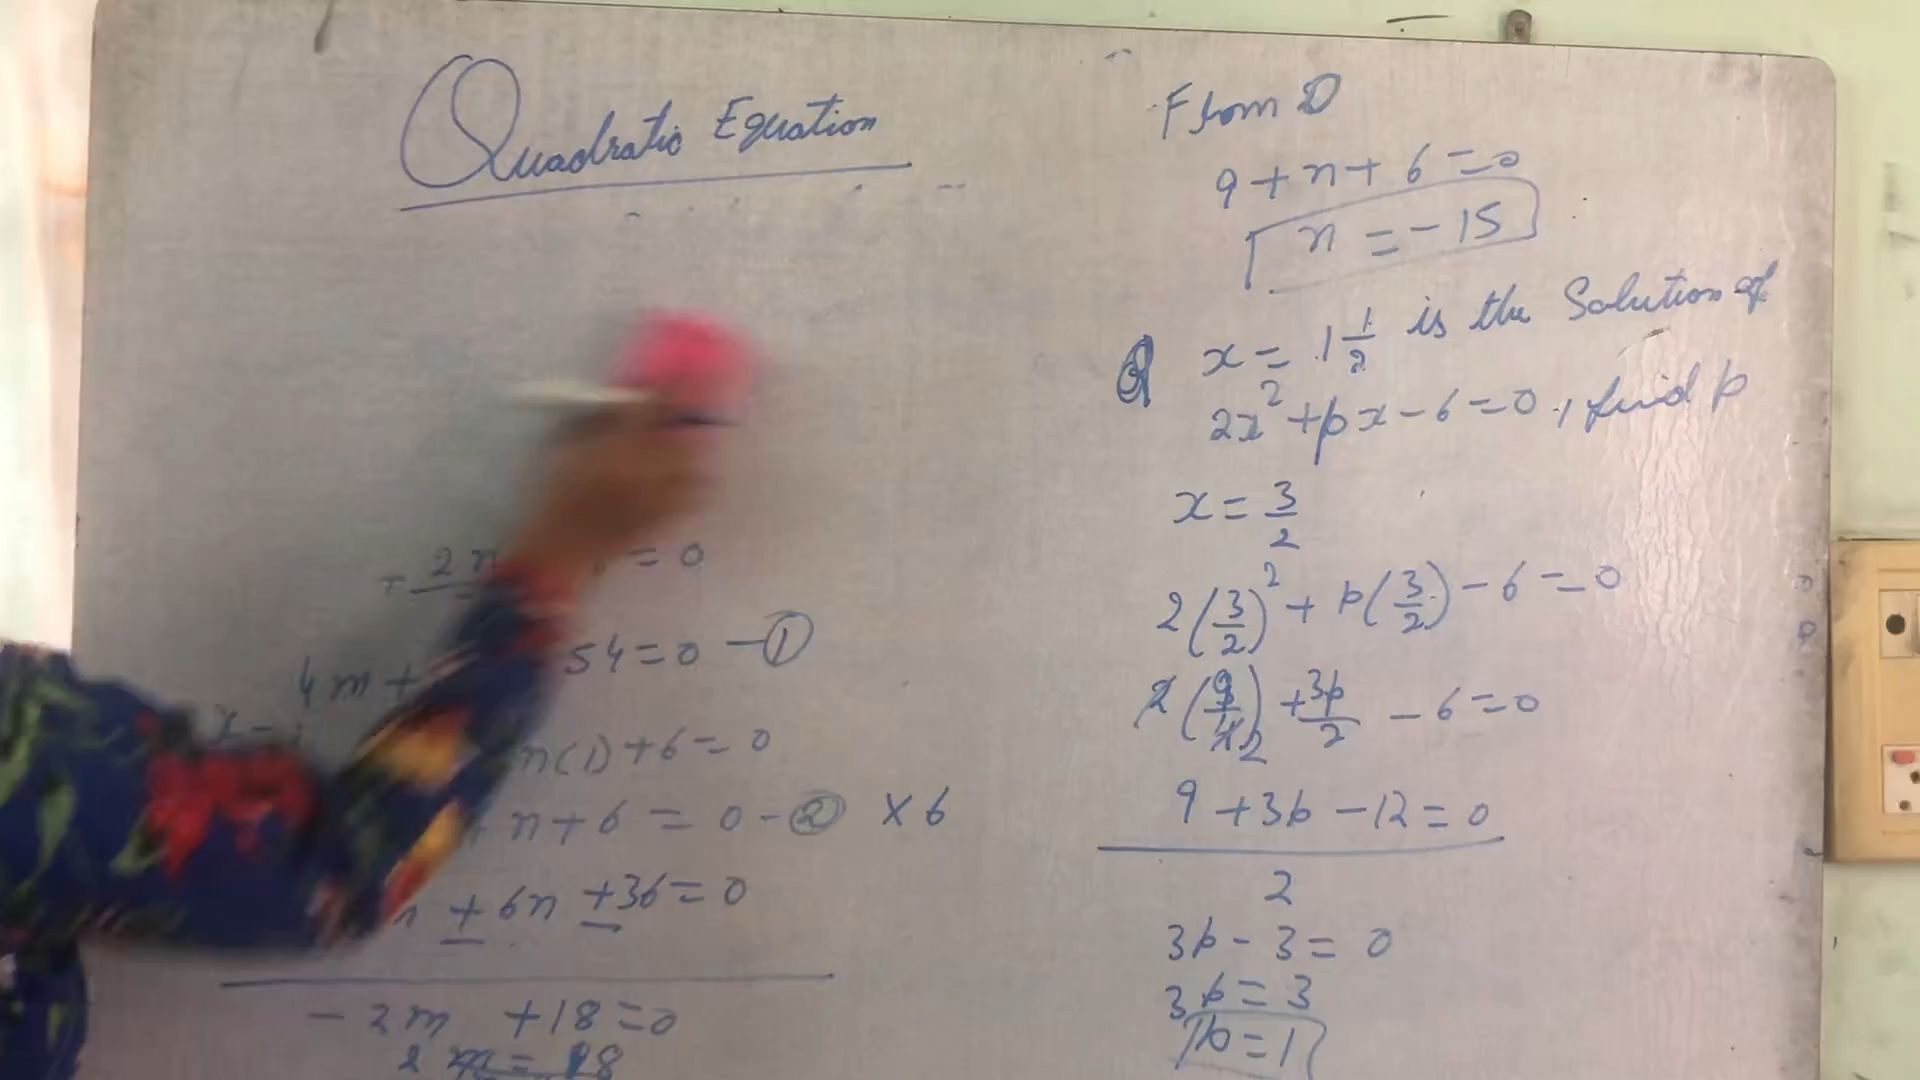 Quadratic Equation
2n = 0
4m + 54 = 0 - ①
n(1) + 6 = 0
n + 6 = 0 - ② × 6
+ 6n + 36 = 0
- 2m + 18 = 0
2m = 18
From ②
9 + n + 6 = 0
n = - 15
Q x = 1 1/2 is the Solution of
2x² + px - 6 = 0, find p
x = 3/2
2(3/2)² + p(3/2) - 6 = 0
2(9/4) 2 + 3p/2 - 6 = 0
9 + 3p - 12 = 0
2
3p - 3 = 0
3p = 3
p = 1